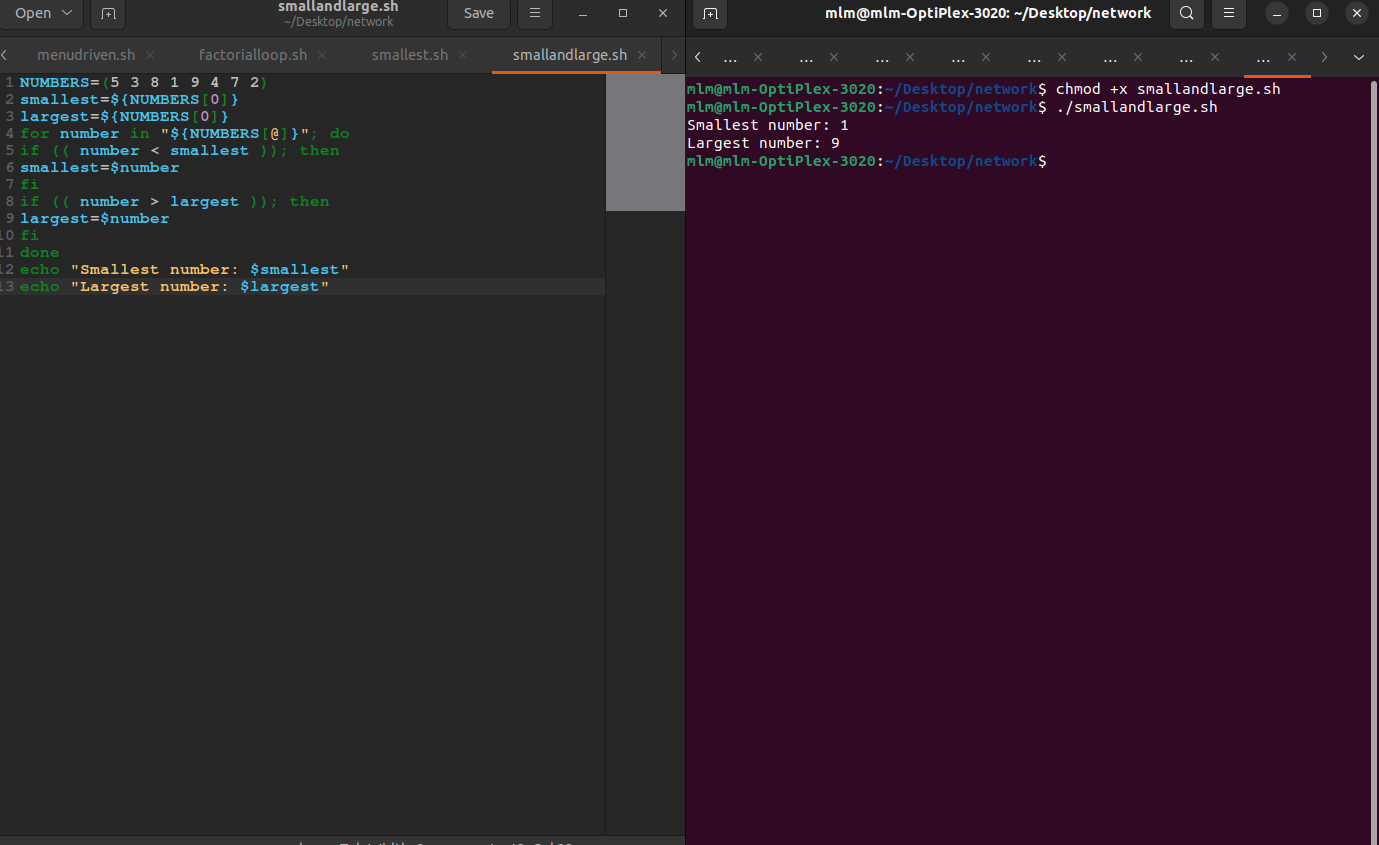 Open
smallandlarge.sh
~/Desktop/network
Save
menudriven.sh
factorialloop.sh
smallest.sh
smallandlarge.sh
1 NUMBERS=(5 3 8 1 9 4 7 2)
2 smallest=${NUMBERS[0]}
3 largest=${NUMBERS[0]}
4 for number in "${NUMBERS[@]}"; do
5 if (( number < smallest )); then
6 smallest=$number
7 fi
8 if (( number > largest )); then
9 largest=$number
10 fi
11 done
12 echo "Smallest number: $smallest"
13 echo "Largest number: $largest"
mlm@mlm-OptiPlex-3020: ~/Desktop/network
... ... ... ... ... ... ... ...
mlm@mlm-OptiPlex-3020:~/Desktop/network$ chmod +x smallandlarge.sh
mlm@mlm-OptiPlex-3020:~/Desktop/network$ ./smallandlarge.sh
Smallest number: 1
Largest number: 9
mlm@mlm-OptiPlex-3020:~/Desktop/network$